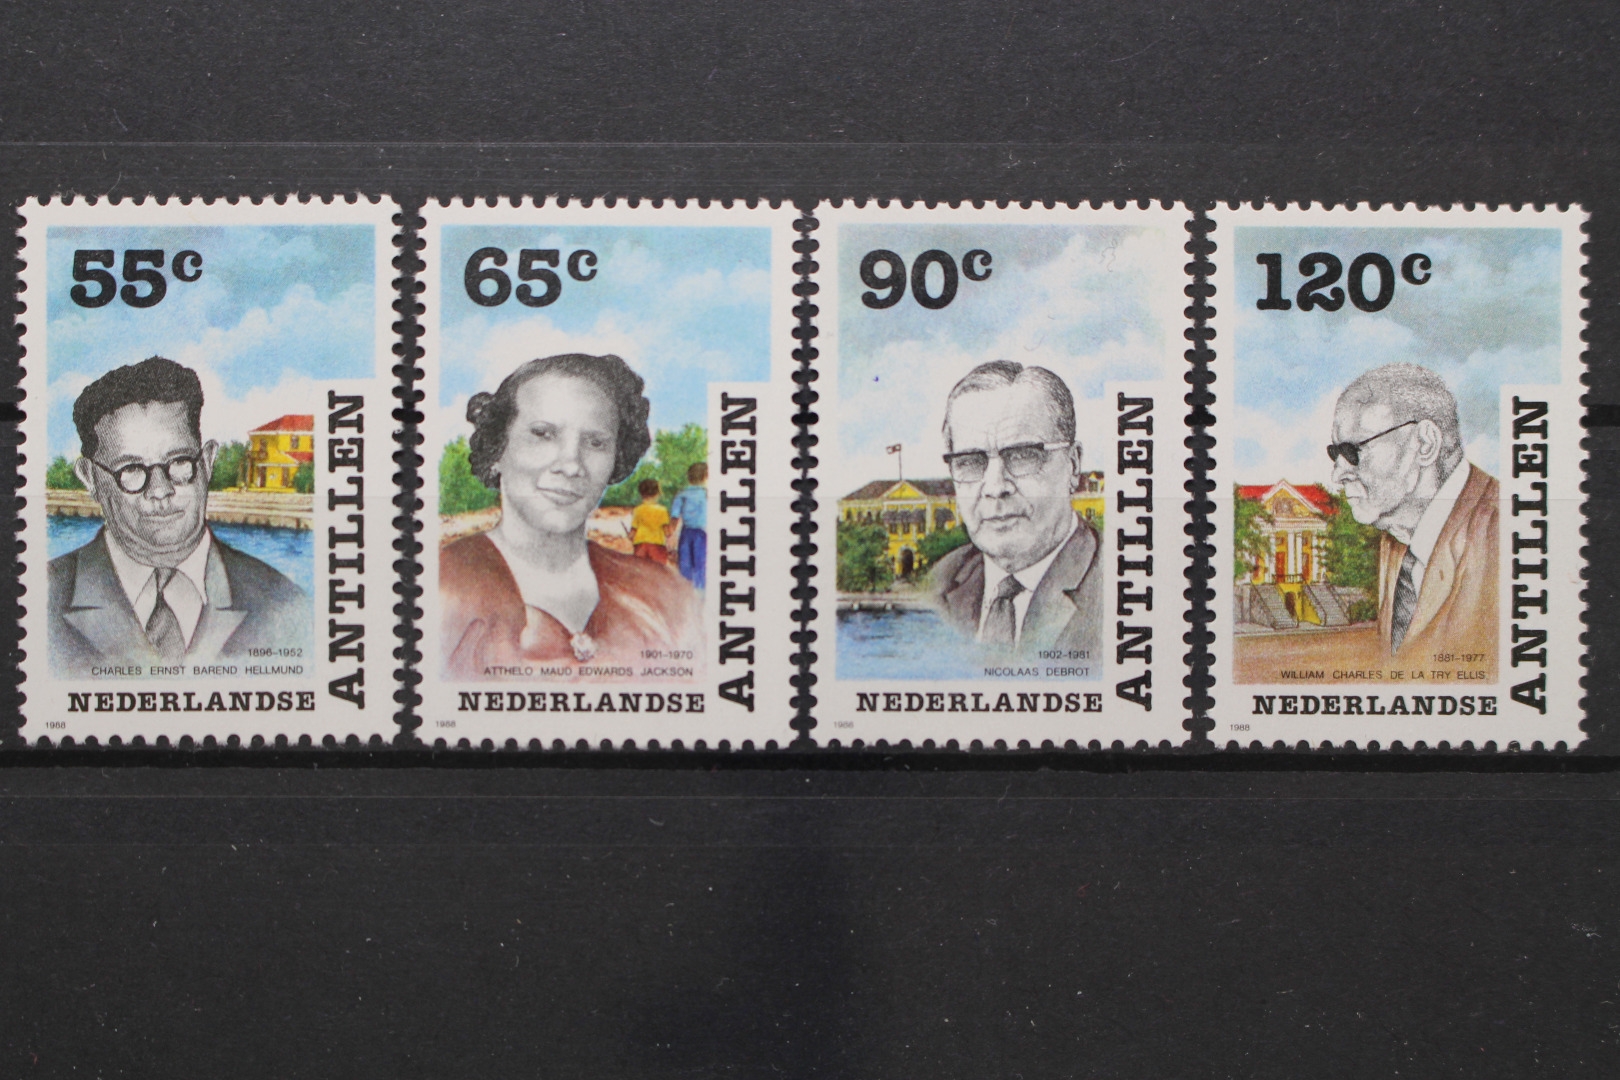 55c
1896-1952
CHARLES ERNST BAREND HELLMUND
NEDERLANDSE
ANTILLEN
1988
65c
1901-1970
ATTHELO MAUD EDWARDS JACKSON
NEDERLANDSE
ANTILLEN
1988
90c
1902-1981
NICOLAAS DEBROT
NEDERLANDSE
ANTILLEN
1988
120c
1881-1977
WILLIAM CHARLES DE LA TRY ELLIS
NEDERLANDSE
ANTILLEN
1988